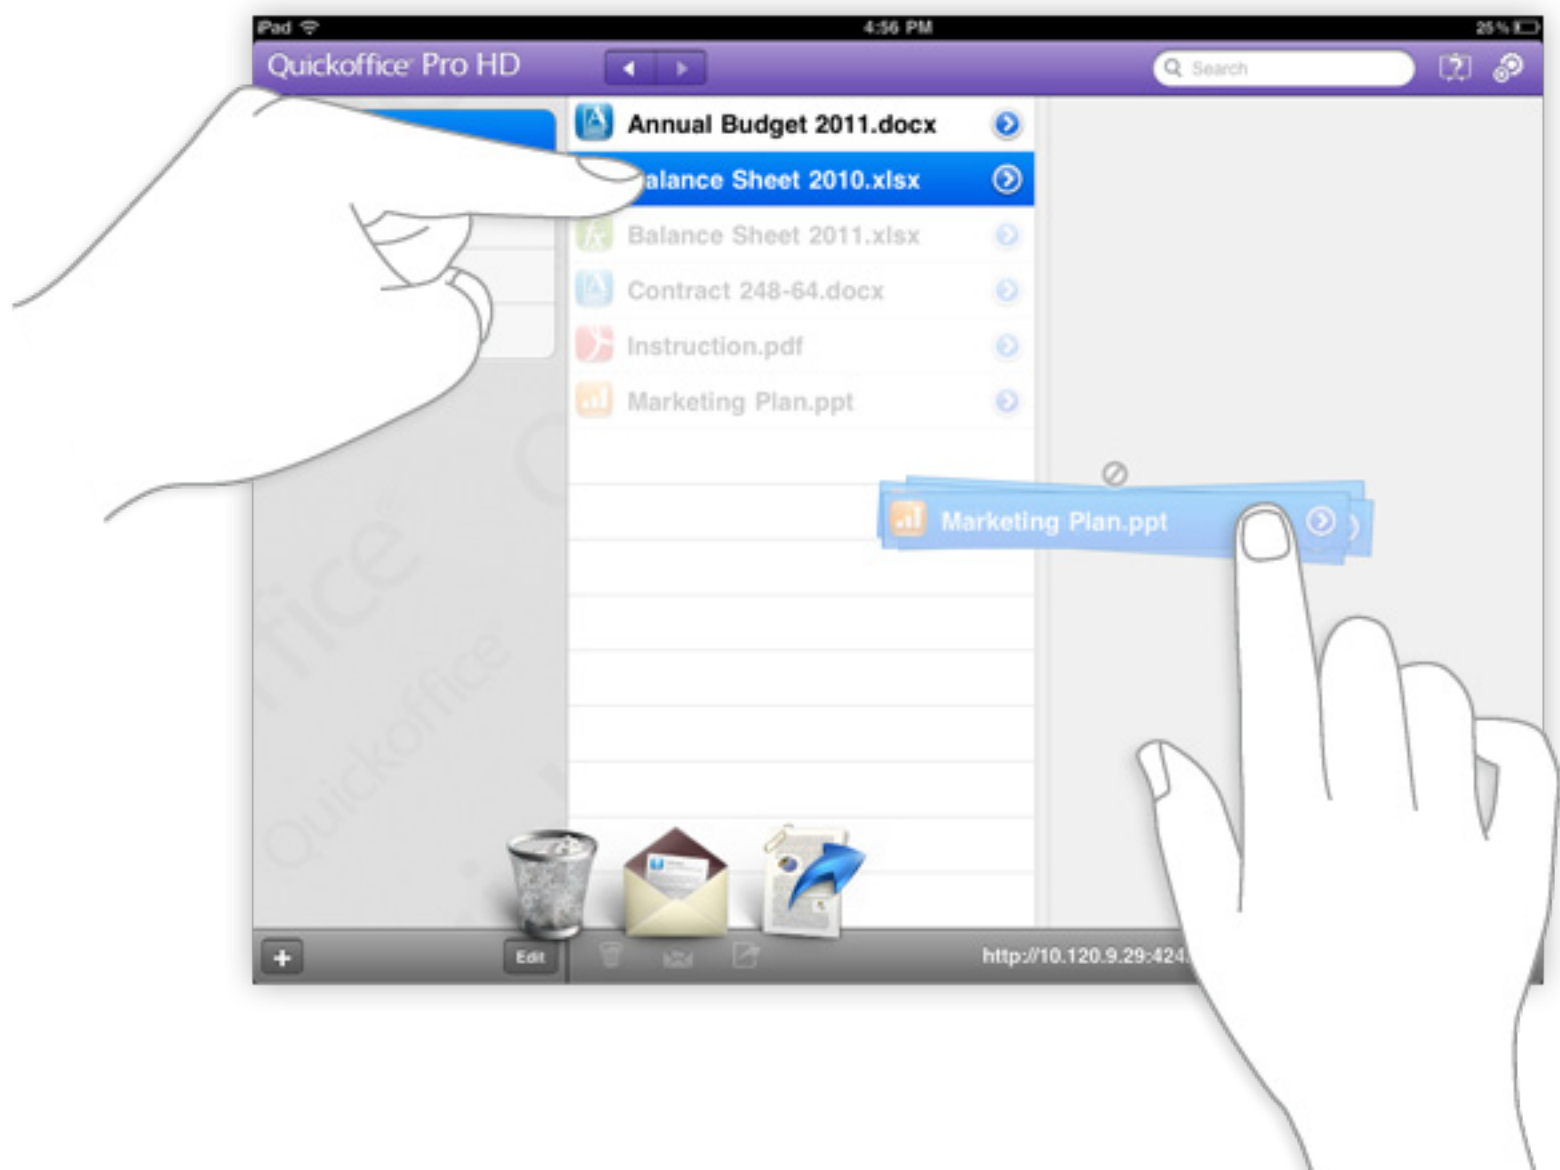 iPad 4:56 PM 25%
Quickoffice® Pro HD Search ?
Annual Budget 2011.docx
alance Sheet 2010.xlsx
Balance Sheet 2011.xlsx
Contract 248-64.docx
Instruction.pdf
Marketing Plan.ppt
Marketing Plan.ppt
ffice®
Quickoffice
+ Edit http://10.120.9.29:424